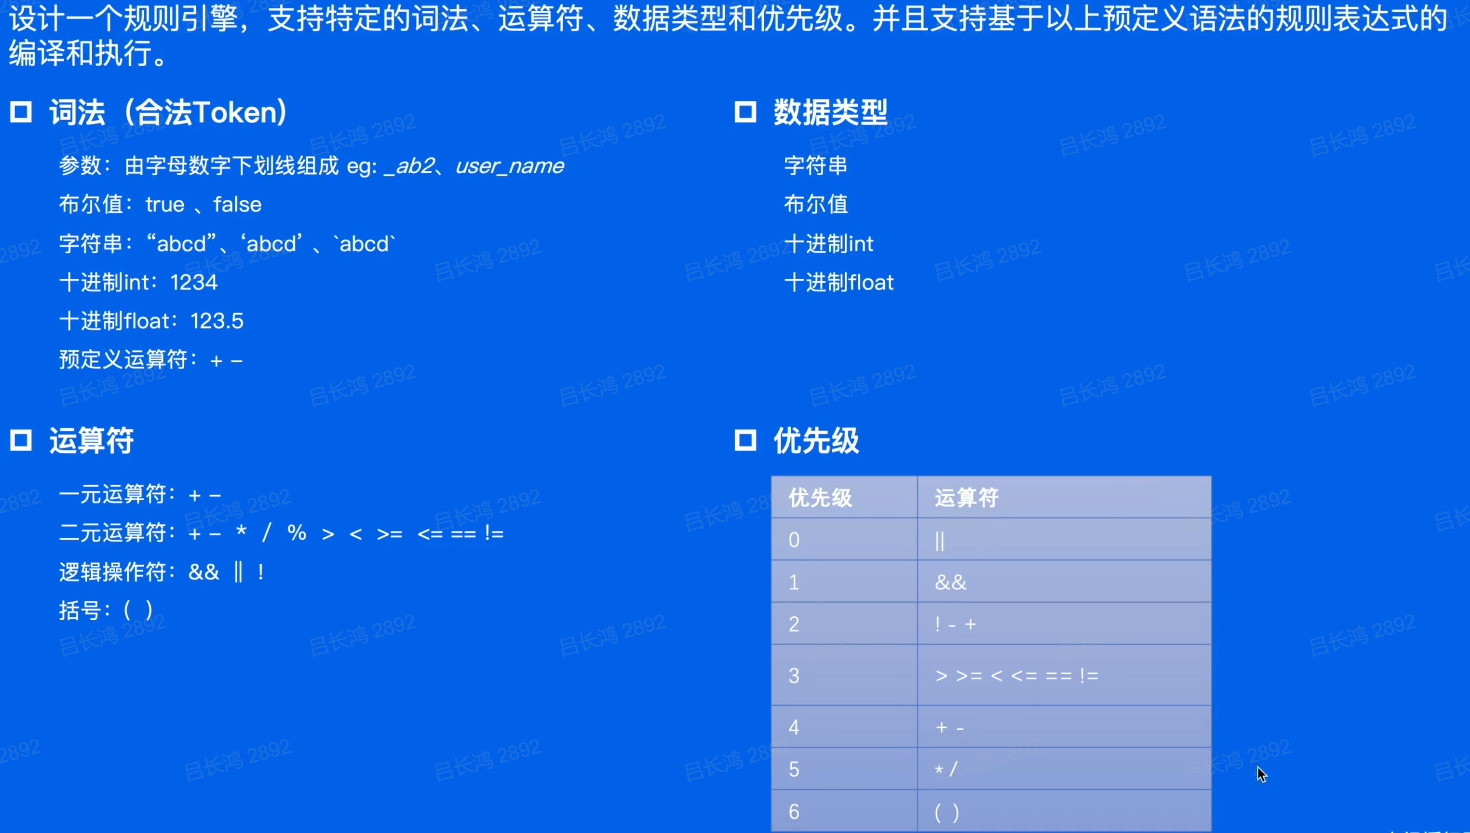 设计一个规则引擎，支持特定的词法、运算符、数据类型和优先级。并且支持基于以上预定义语法的规则表达式的
编译和执行。
词法（合法Token）
参数：由字母数字下划线组成 eg: _ab2、user_name
布尔值：true 、false
字符串：“abcd”、‘abcd’ 、`abcd`
十进制int：1234
十进制float：123.5
预定义运算符：+ -
数据类型
字符串
布尔值
十进制int
十进制float
运算符
一元运算符：+ -
二元运算符：+ - * / % > < >= <= == !=
逻辑操作符：&& || !
括号：( )
优先级
优先级 运算符
0 ||
1 &&
2 ! - +
3 > >= < <= == !=
4 + -
5 * /
6 ( )
吕长鸿 2892